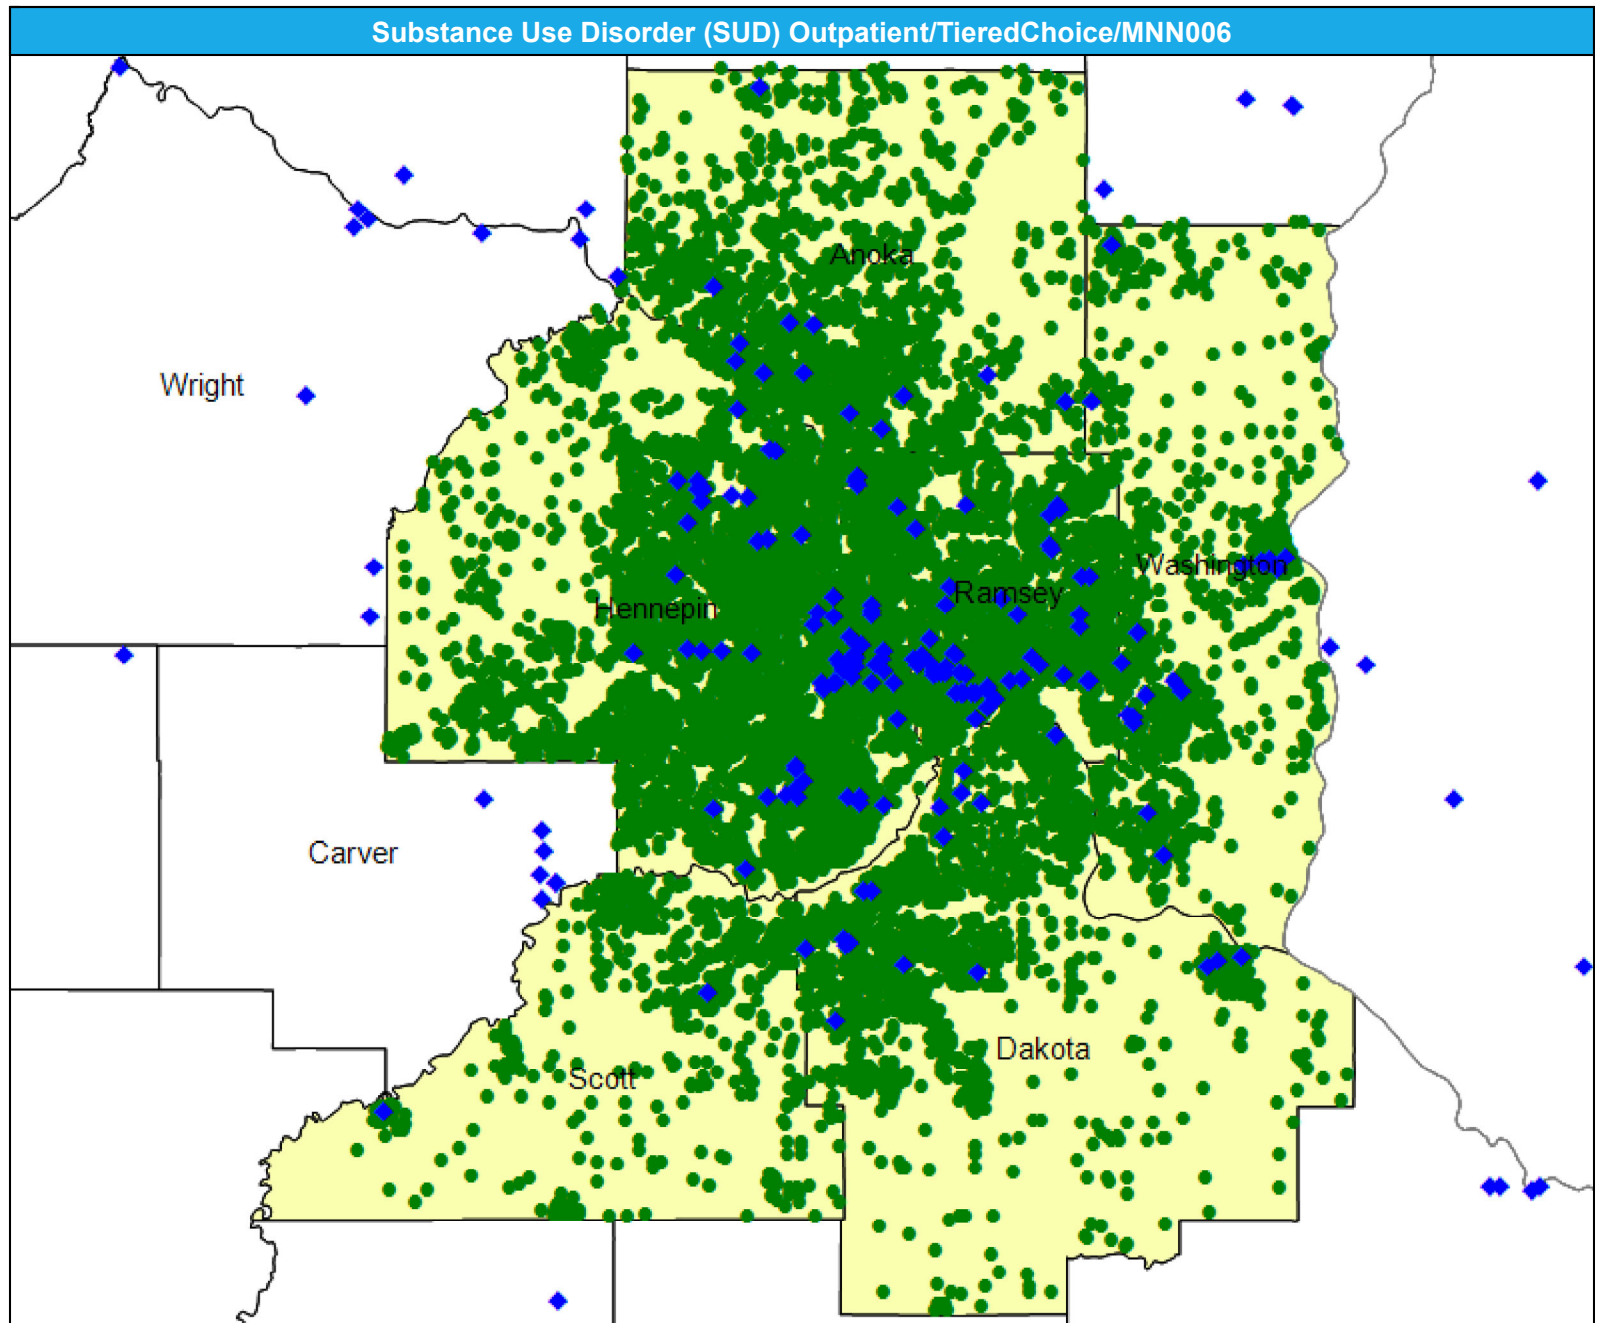 Substance Use Disorder (SUD) Outpatient/TieredChoice/MNN006
Anoka
Wright
Washington
Ramsey
Hennepin
Carver
Dakota
Scott